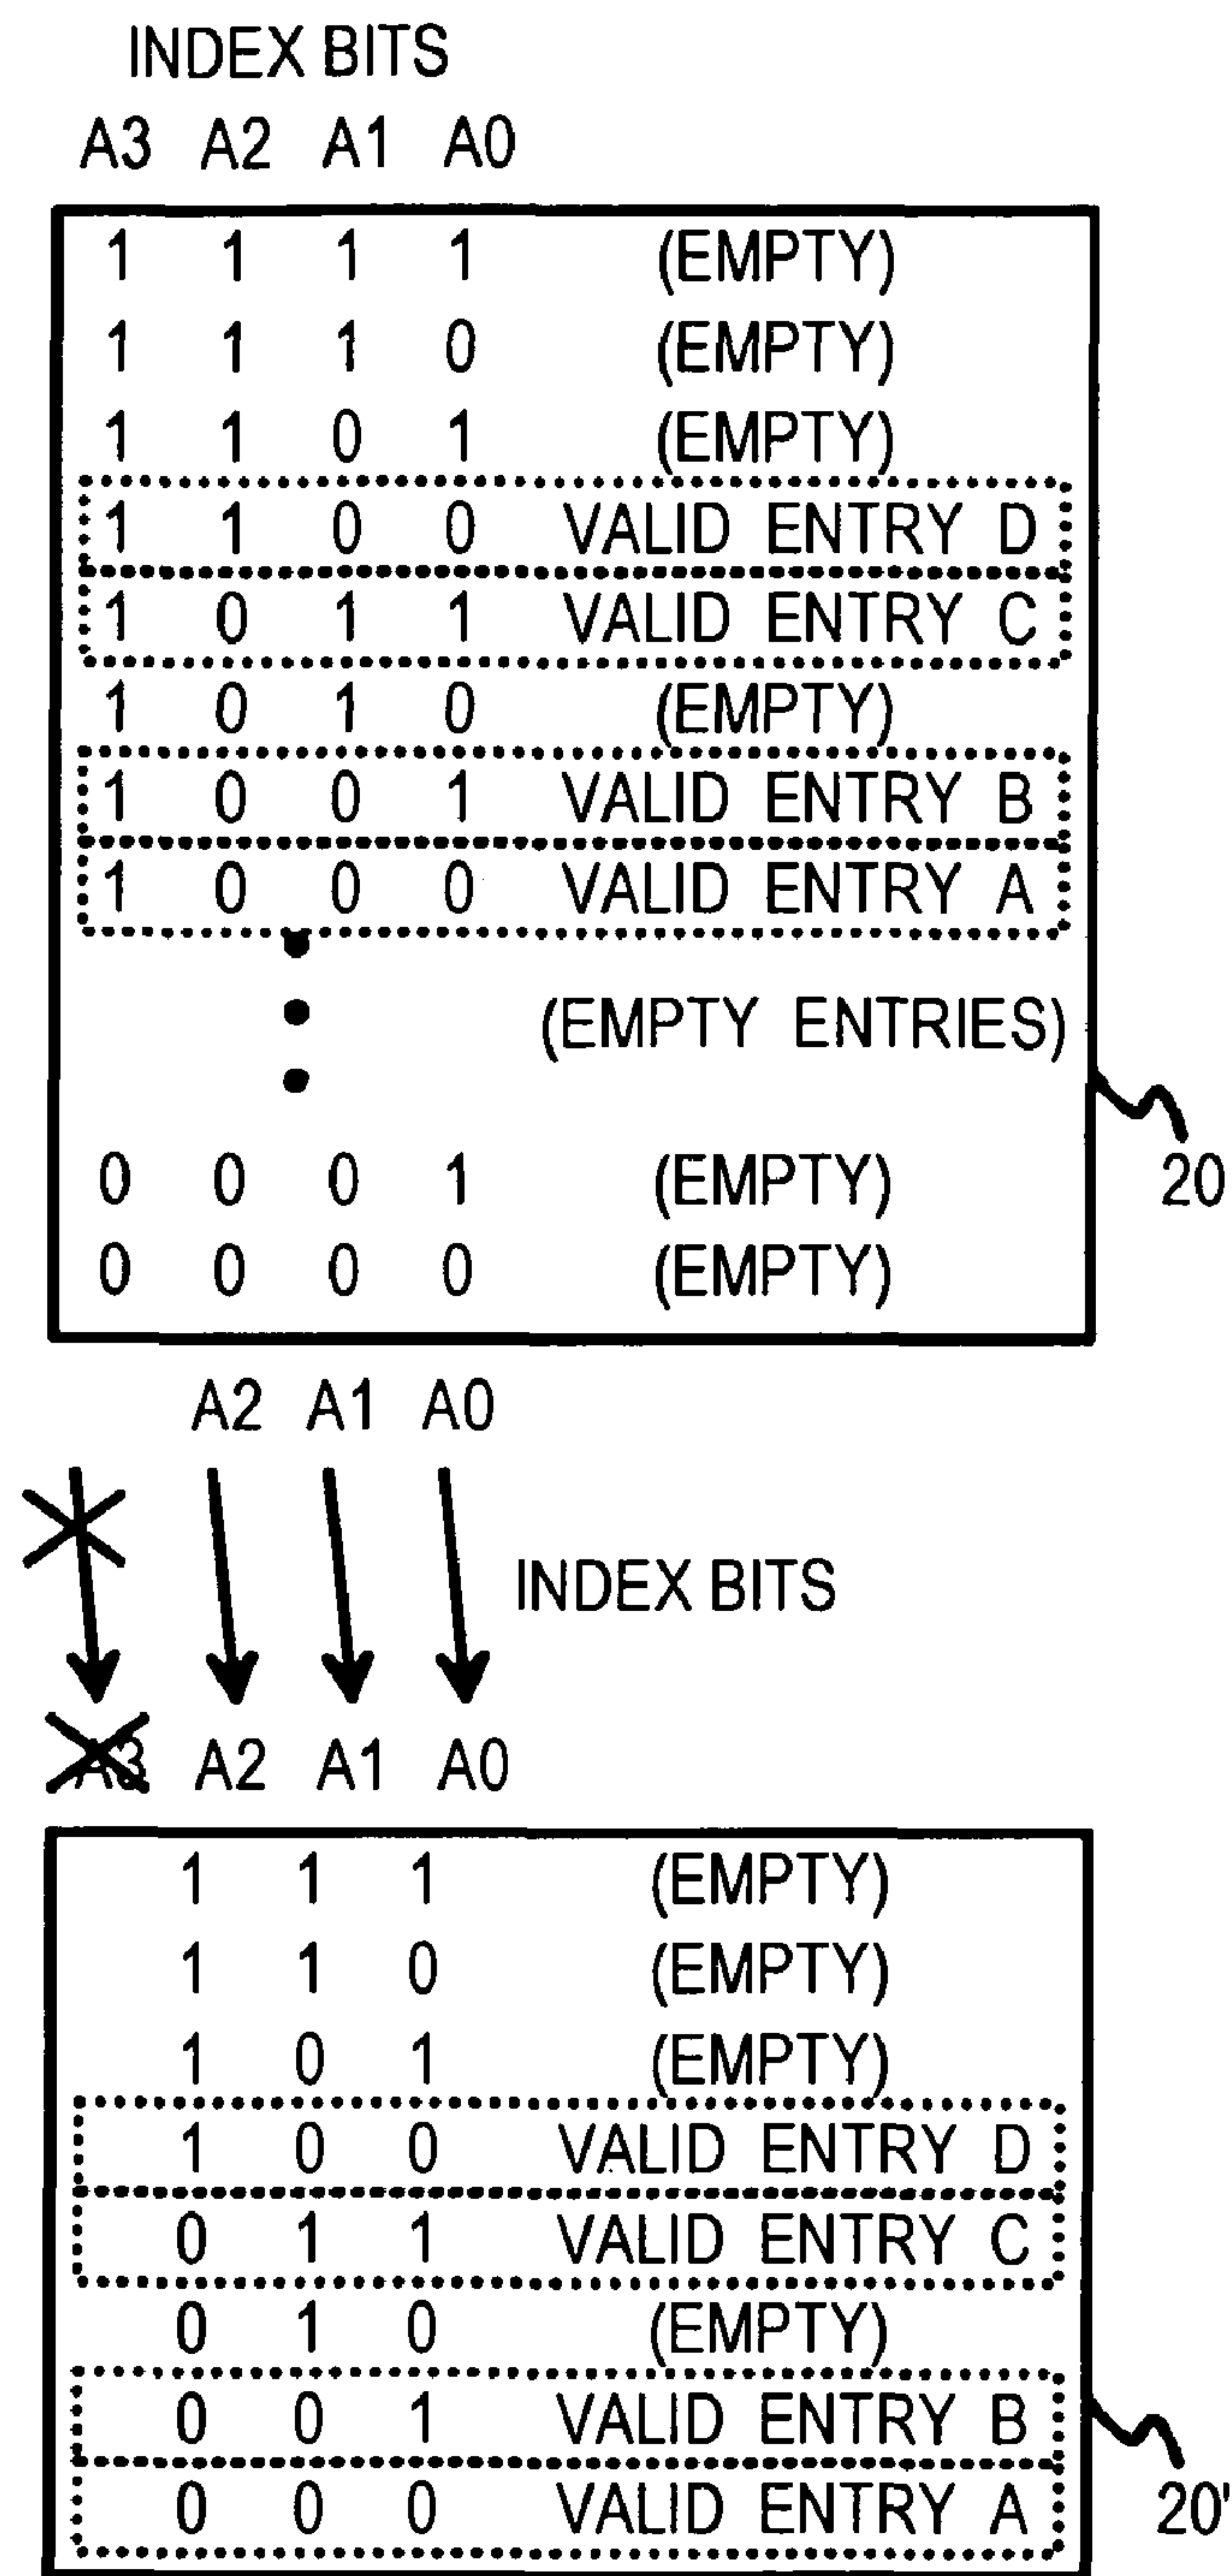 INDEX BITS
A3 A2 A1 A0
1 1 1 1 (EMPTY)
1 1 1 0 (EMPTY)
1 1 0 1 (EMPTY)
1 1 0 0 VALID ENTRY D
1 0 1 1 VALID ENTRY C
1 0 1 0 (EMPTY)
1 0 0 1 VALID ENTRY B
1 0 0 0 VALID ENTRY A
(EMPTY ENTRIES)
0 0 0 1 (EMPTY)
20
0 0 0 0 (EMPTY)
A2 A1 A0
INDEX BITS
A3 A2 A1 A0
1 1 1 (EMPTY)
1 1 0 (EMPTY)
1 0 1 (EMPTY)
1 0 0 VALID ENTRY D
0 1 1 VALID ENTRY C
0 1 0 (EMPTY)
0 0 1 VALID ENTRY B
0 0 0 VALID ENTRY A
20'